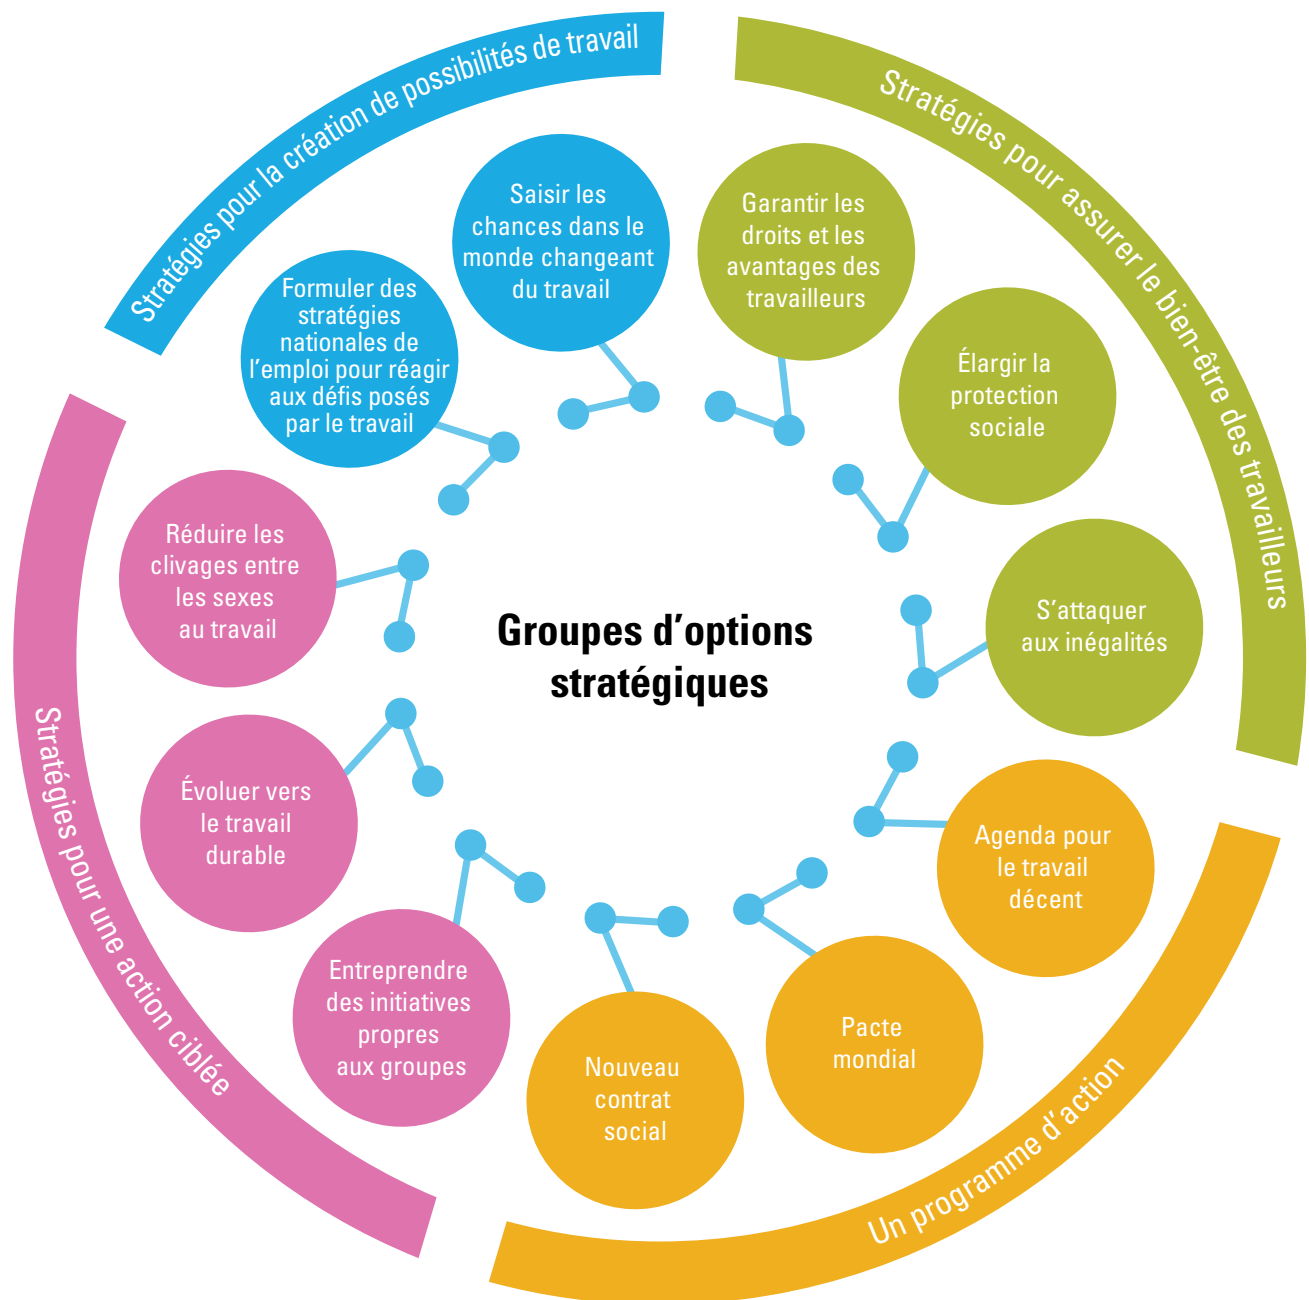 Stratégies pour la création de possibilités de travail
Stratégies pour assurer le bien-être des travailleurs
Saisir les
chances dans le
monde changeant
du travail
Garantir les
droits et les
avantages des
travailleurs
Formuler des
stratégies
nationales de
l’emploi pour réagir
aux défis posés
par le travail
Élargir la
protection
sociale
Réduire les
clivages entre
les sexes
au travail
Groupes d’options
stratégiques
S’attaquer
aux inégalités
Stratégies pour une action ciblée
Évoluer vers
le travail
durable
Agenda pour
le travail
décent
Entreprendre
des initiatives
propres
aux groupes
Nouveau
contrat
social
Pacte
mondial
Un programme d’action